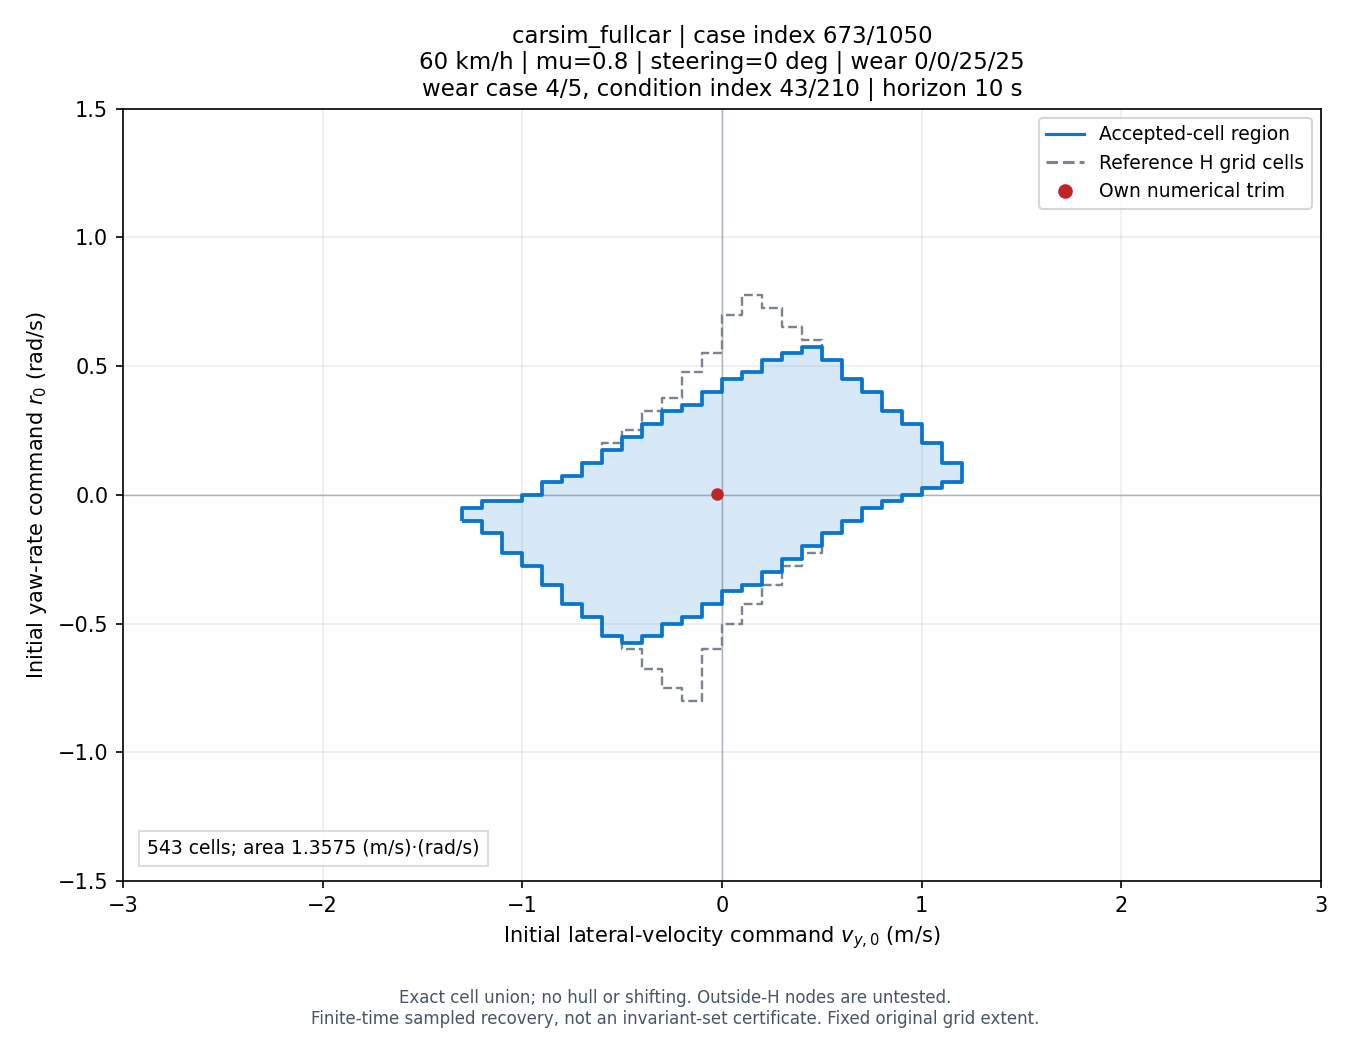 carsim_fullcar | case index 673/1050
60 km/h | mu=0.8 | steering=0 deg | wear 0/0/25/25
wear case 4/5, condition index 43/210 | horizon 10 s
Accepted-cell region
Reference H grid cells
Own numerical trim
1.5
1.0
0.5
0.0
−0.5
−1.0
−1.5
Initial yaw-rate command r₀ (rad/s)
543 cells; area 1.3575 (m/s)·(rad/s)
−3
−2
−1
0
1
2
3
Initial lateral-velocity command v_{y,0} (m/s)
Exact cell union; no hull or shifting. Outside-H nodes are untested.
Finite-time sampled recovery, not an invariant-set certificate. Fixed original grid extent.